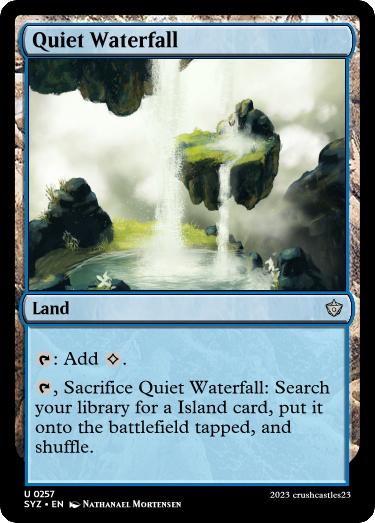 Quiet Waterfall
Land
: Add .
, Sacrifice Quiet Waterfall: Search
your library for a Island card, put it
onto the battlefield tapped, and
shuffle.
U 0257
SYZ • EN Nathanael Mortensen
2023 crushcastles23